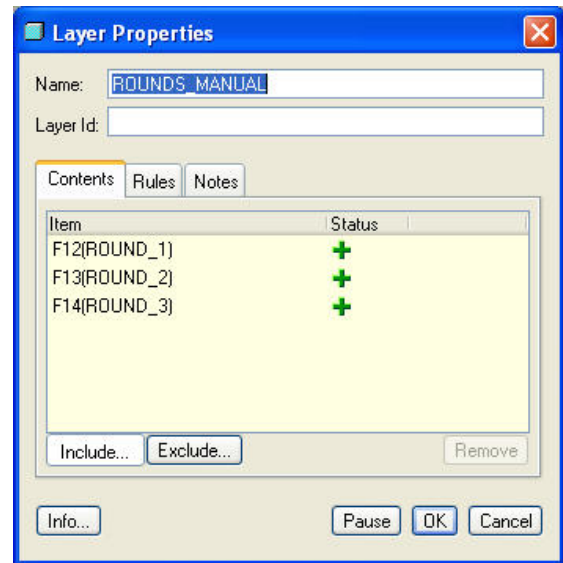 Layer Properties
Name: ROUNDS_MANUAL
Layer Id:
Contents Rules Notes
Item Status
F12(ROUND_1)
F13(ROUND_2)
F14(ROUND_3)
Include... Exclude... Remove
Info... Pause OK Cancel